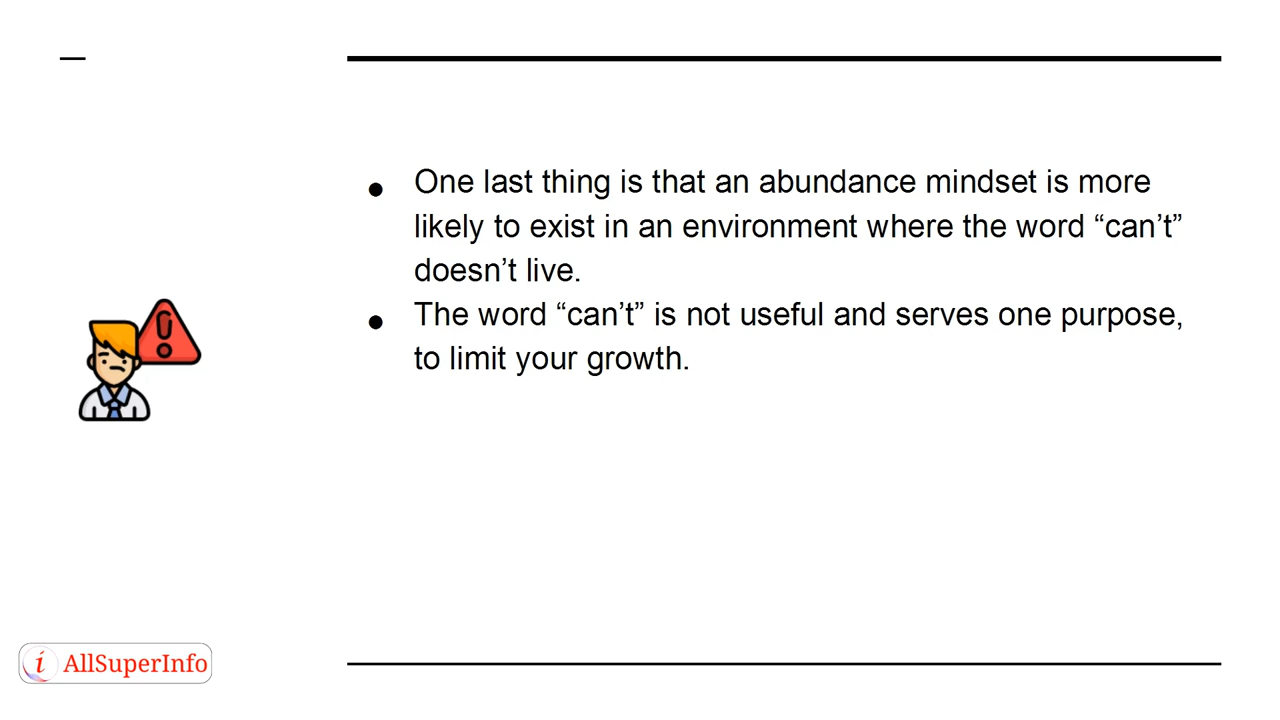 ● One last thing is that an abundance mindset is more
likely to exist in an environment where the word “can’t”
doesn’t live.
● The word “can’t” is not useful and serves one purpose,
to limit your growth.
i AllSuperInfo